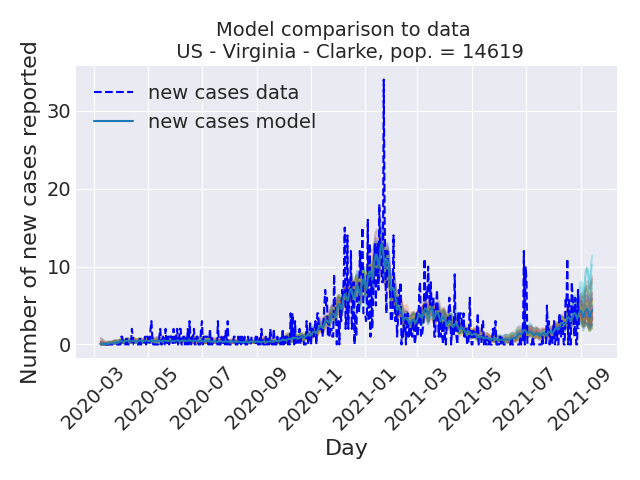 Model comparison to data
US - Virginia - Clarke, pop. = 14619
Number of new cases reported
30
20
10
0
new cases data
new cases model
2020-03
2020-05
2020-07
2020-09
2020-11
2021-01
2021-03
2021-05
2021-07
2021-09
Day